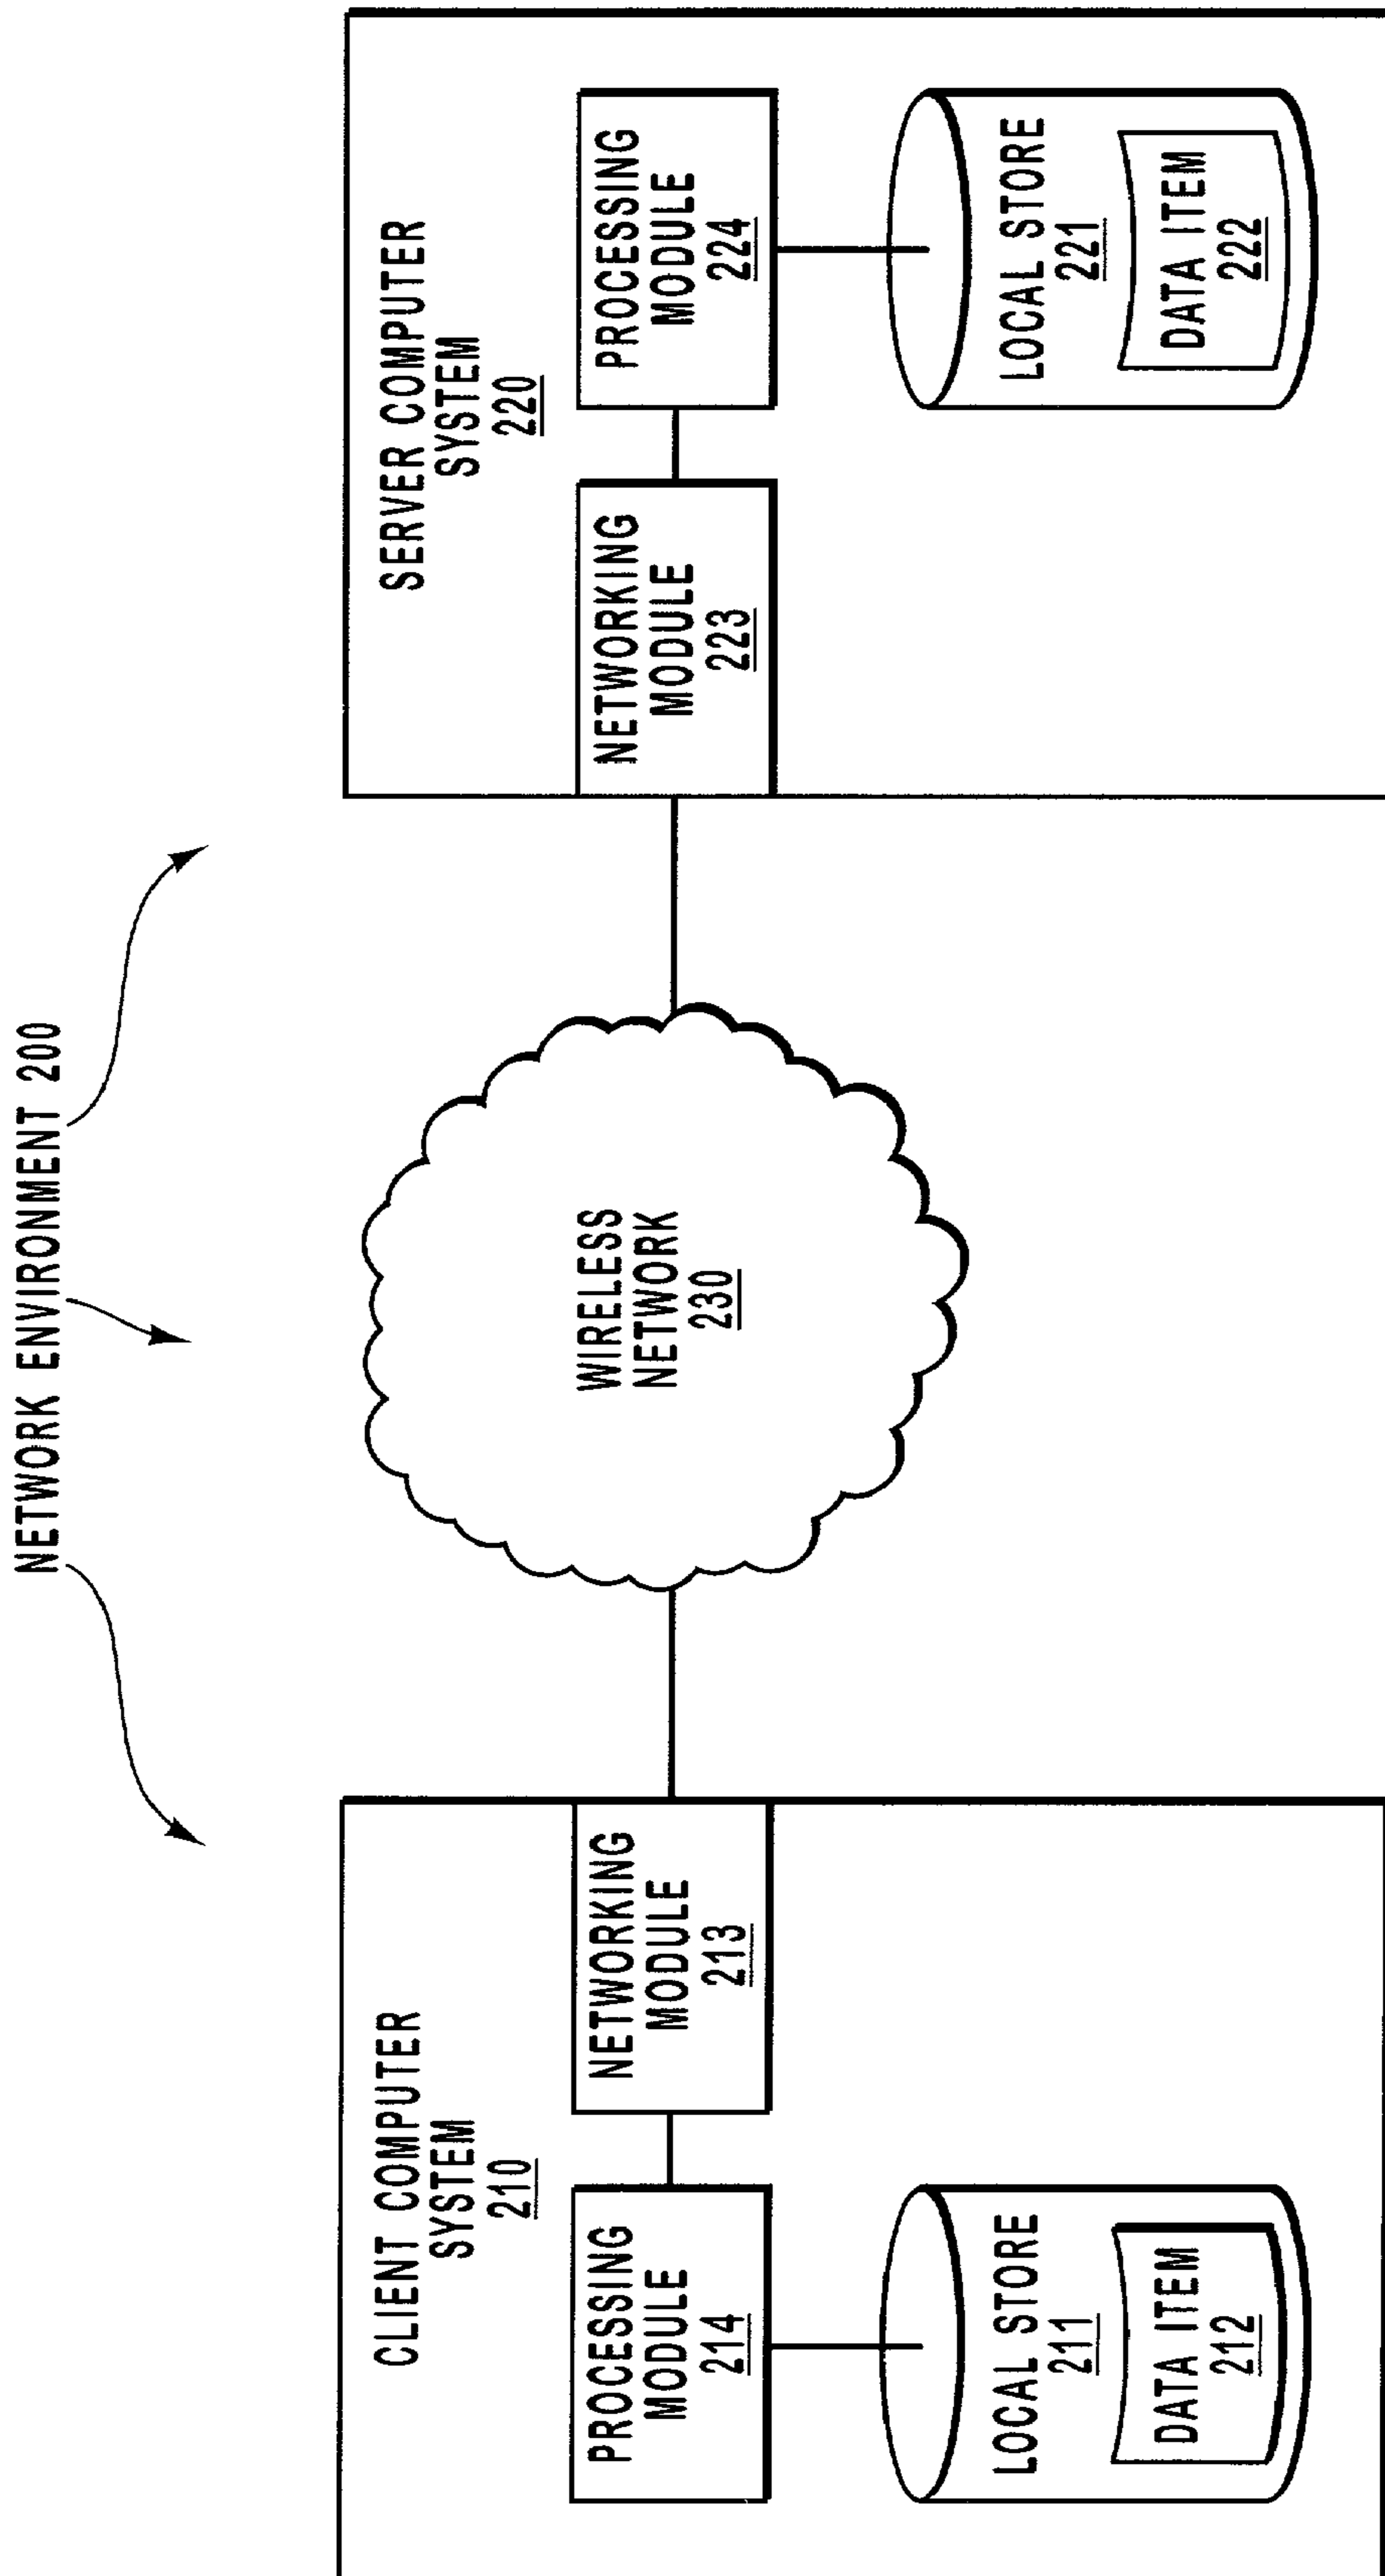 NETWORK ENVIRONMENT 200
CLIENT COMPUTER
SYSTEM
210
PROCESSING
MODULE
214
NETWORKING
MODULE
213
LOCAL STORE
211
DATA ITEM
212
WIRELESS
NETWORK
230
SERVER COMPUTER
SYSTEM
220
NETWORKING
MODULE
223
PROCESSING
MODULE
224
LOCAL STORE
221
DATA ITEM
222